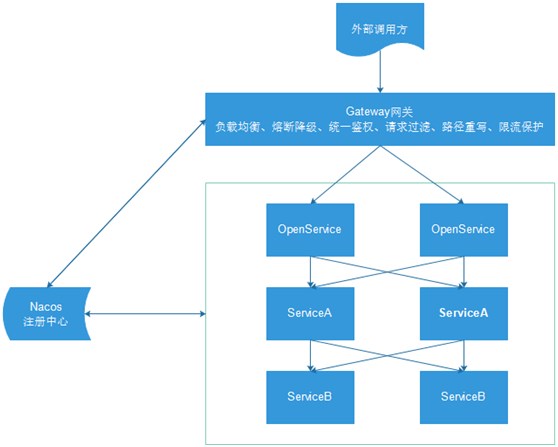 外部调用方
Gateway网关
负载均衡、熔断降级、统一鉴权、请求过滤、路径重写、限流保护
OpenService
OpenService
Nacos
注册中心
ServiceA
ServiceA
ServiceB
ServiceB